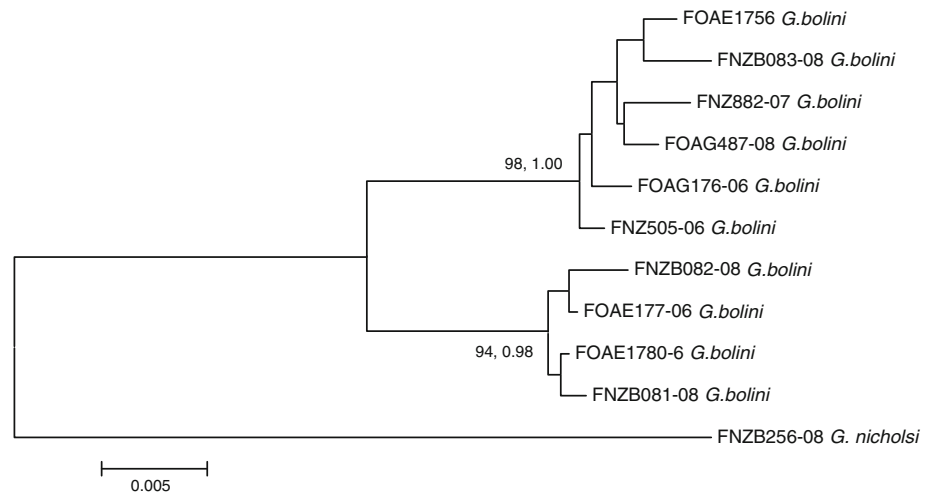 FOAE1756 G.bolini
FNZB083-08 G.bolini
FNZ882-07 G.bolini
FOAG487-08 G.bolini
98, 1.00
FOAG176-06 G.bolini
FNZ505-06 G.bolini
FNZB082-08 G.bolini
FOAE177-06 G.bolini
94, 0.98
FOAE1780-6 G.bolini
FNZB081-08 G.bolini
FNZB256-08 G. nicholsi
0.005